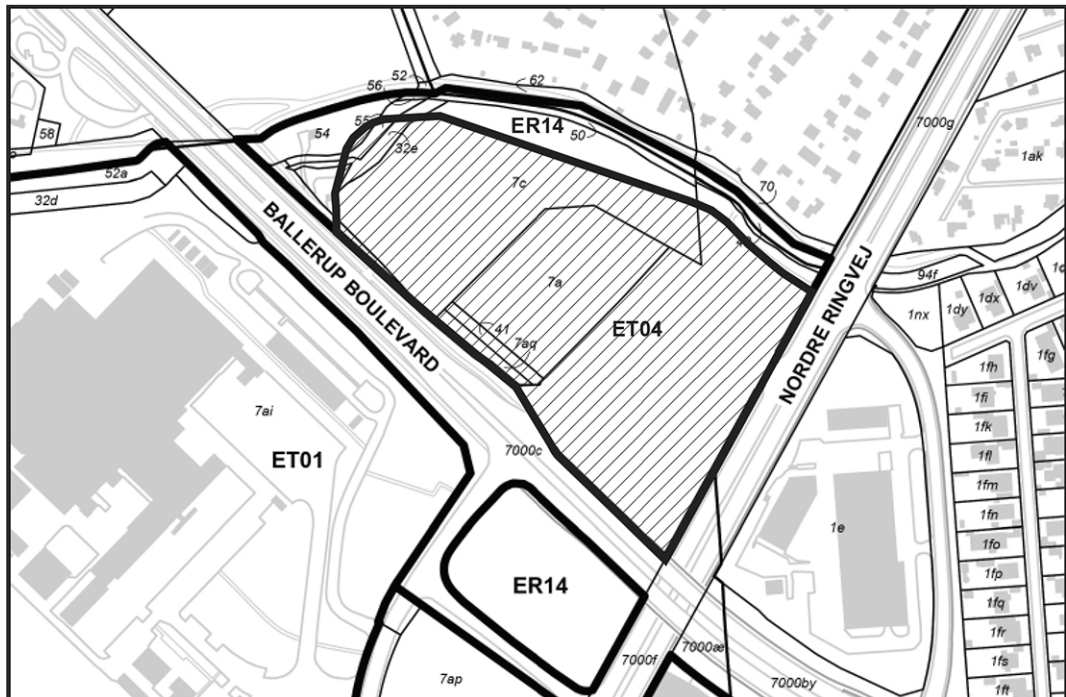 52
62
56
ER14
50
55
54
32e
58
52a
32d
7c
70
7000g
1ak
BALLERUP BOULEVARD
7a
ET04
41
7aq
NORDRE RINGVEJ
94f
1nx
1dy
1dx
1dv
1fg
1fh
1fi
1fk
1fl
1fm
1fn
1fo
1fp
1fq
1fr
1fs
1ft
7ai
ET01
7000c
1e
ER14
7000f
7000æ
7000by
7ap